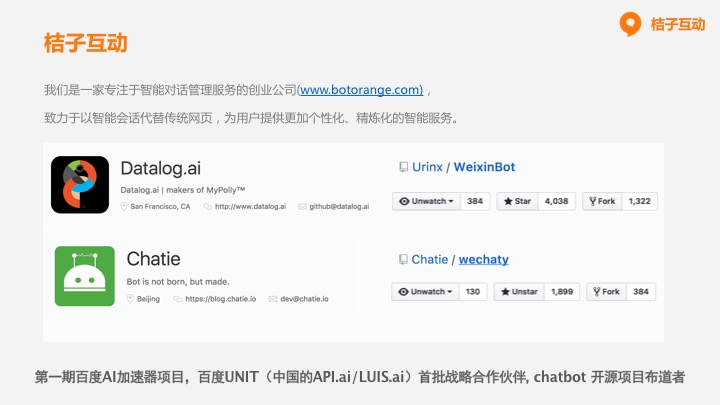 桔子互动
桔子互动
我们是一家专注于智能对话管理服务的创业公司(www.botorange.com)，
致力于以智能会话代替传统网页，为用户提供更加个性化、精炼化的智能服务。
Datalog.ai
Datalog.ai | makers of MyPolly™
San Francisco, CA http://www.datalog.ai github@datalog.ai
Urinx / WeixinBot
Unwatch 384 Star 4,038 Fork 1,322
Chatie
Bot is not born, but made.
Beijing https://blog.chatie.io dev@chatie.io
Chatie / wechaty
Unwatch 130 Unstar 1,899 Fork 384
第一期百度AI加速器项目，百度UNIT（中国的API.ai/LUIS.ai）首批战略合作伙伴, chatbot 开源项目布道者